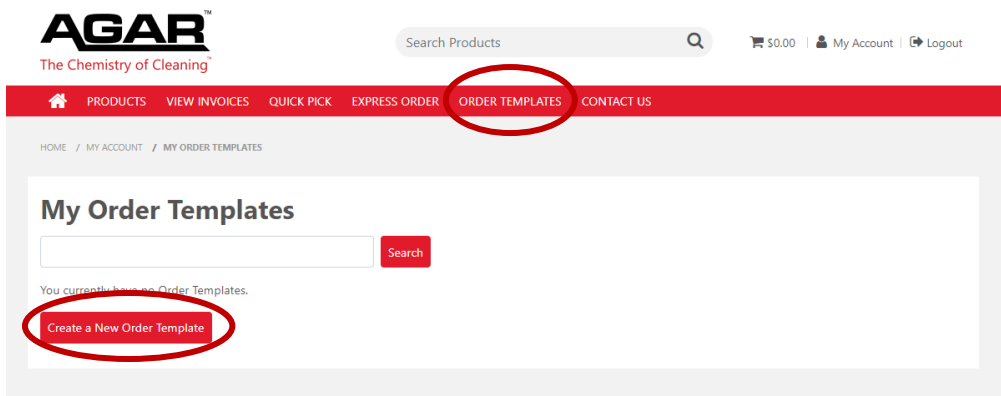 AGAR™
The Chemistry of Cleaning™
Search Products
$0.00 | My Account | Logout
PRODUCTS VIEW INVOICES QUICK PICK EXPRESS ORDER ORDER TEMPLATES CONTACT US
HOME / MY ACCOUNT / MY ORDER TEMPLATES
My Order Templates
Search
You currently have no Order Templates.
Create a New Order Template